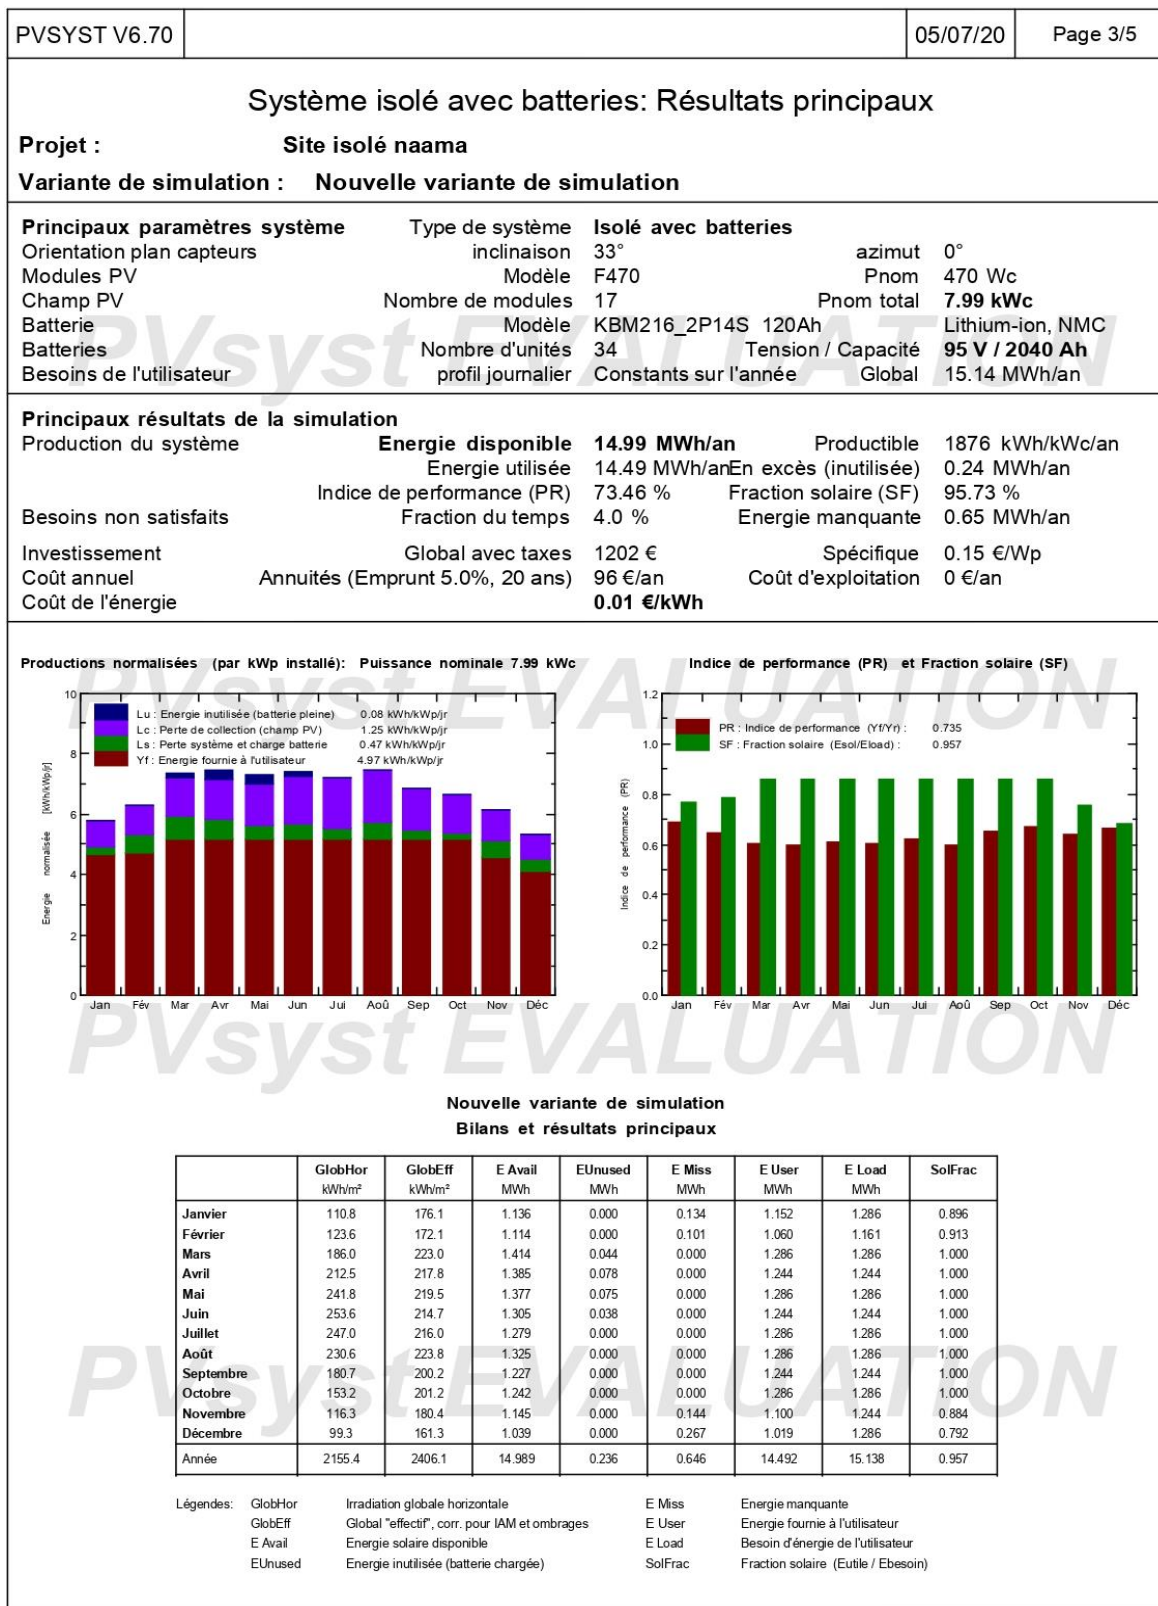 PVSYST V6.70 05/07/20 Page 3/5
Système isolé avec batteries: Résultats principaux
Projet : Site isolé naama
Variante de simulation : Nouvelle variante de simulation
Principaux paramètres système Type de système Isolé avec batteries
Orientation plan capteurs inclinaison 33° azimut 0°
Modules PV Modèle F470 Pnom 470 Wc
Champ PV Nombre de modules 17 Pnom total 7.99 kWc
Batterie Modèle KBM216_2P14S 120Ah Lithium-ion, NMC
Batteries Nombre d'unités 34 Tension / Capacité 95 V / 2040 Ah
Besoins de l'utilisateur profil journalier Constants sur l'année Global 15.14 MWh/an
PVsyst EVALUATION
Principaux résultats de la simulation
Production du système Energie disponible 14.99 MWh/an Productible 1876 kWh/kWc/an
Energie utilisée 14.49 MWh/an En excès (inutilisée) 0.24 MWh/an
Indice de performance (PR) 73.46 % Fraction solaire (SF) 95.73 %
Besoins non satisfaits Fraction du temps 4.0 % Energie manquante 0.65 MWh/an
Investissement Global avec taxes 1202 € Spécifique 0.15 €/Wp
Coût annuel Annuités (Emprunt 5.0%, 20 ans) 96 €/an Coût d'exploitation 0 €/an
Coût de l'énergie 0.01 €/kWh
PVsyst EVALUATION
Productions normalisées (par kWp installé): Puissance nominale 7.99 kWc
Lu : Energie inutilisée (batterie pleine) 0.08 kWh/kWp/jr
Lc : Perte de collection (champ PV) 1.25 kWh/kWp/jr
Ls : Perte système et charge batterie 0.47 kWh/kWp/jr
Yf : Energie fournie à l'utilisateur 4.97 kWh/kWp/jr
Energie normalisée [kWh/kWp/jr]
10
8
6
4
2
0
Jan Fév Mar Avr Mai Jun Jui Aoû Sep Oct Nov Déc
Indice de performance (PR) et Fraction solaire (SF)
PR : Indice de performance (Yf/Yr) : 0.735
SF : Fraction solaire (Esol/Eload) : 0.957
Indice de performance (PR)
1.2
1.0
0.8
0.6
0.4
0.2
0.0
Jan Fév Mar Avr Mai Jun Jui Aoû Sep Oct Nov Déc
PVsyst EVALUATION
Nouvelle variante de simulation
Bilans et résultats principaux
GlobHor GlobEff E Avail EUnused E Miss E User E Load SolFrac
kWh/m² kWh/m² MWh MWh MWh MWh MWh
Janvier 110.8 176.1 1.136 0.000 0.134 1.152 1.286 0.896
Février 123.6 172.1 1.114 0.000 0.101 1.060 1.161 0.913
Mars 186.0 223.0 1.414 0.044 0.000 1.286 1.286 1.000
Avril 212.5 217.8 1.385 0.078 0.000 1.244 1.244 1.000
Mai 241.8 219.5 1.377 0.075 0.000 1.286 1.286 1.000
Juin 253.6 214.7 1.305 0.038 0.000 1.244 1.244 1.000
Juillet 247.0 216.0 1.279 0.000 0.000 1.286 1.286 1.000
Août 230.6 223.8 1.325 0.000 0.000 1.286 1.286 1.000
Septembre 180.7 200.2 1.227 0.000 0.000 1.244 1.244 1.000
Octobre 153.2 201.2 1.242 0.000 0.000 1.286 1.286 1.000
Novembre 116.3 180.4 1.145 0.000 0.144 1.100 1.244 0.884
Décembre 99.3 161.3 1.039 0.000 0.267 1.019 1.286 0.792
Année 2155.4 2406.1 14.989 0.236 0.646 14.492 15.138 0.957
PVsyst EVALUATION
Légendes: GlobHor Irradiation globale horizontale E Miss Energie manquante
GlobEff Global "effectif", corr. pour IAM et ombrages E User Energie fournie à l'utilisateur
E Avail Energie solaire disponible E Load Besoin d'énergie de l'utilisateur
EUnused Energie inutilisée (batterie chargée) SolFrac Fraction solaire (Eutile / Ebesoin)